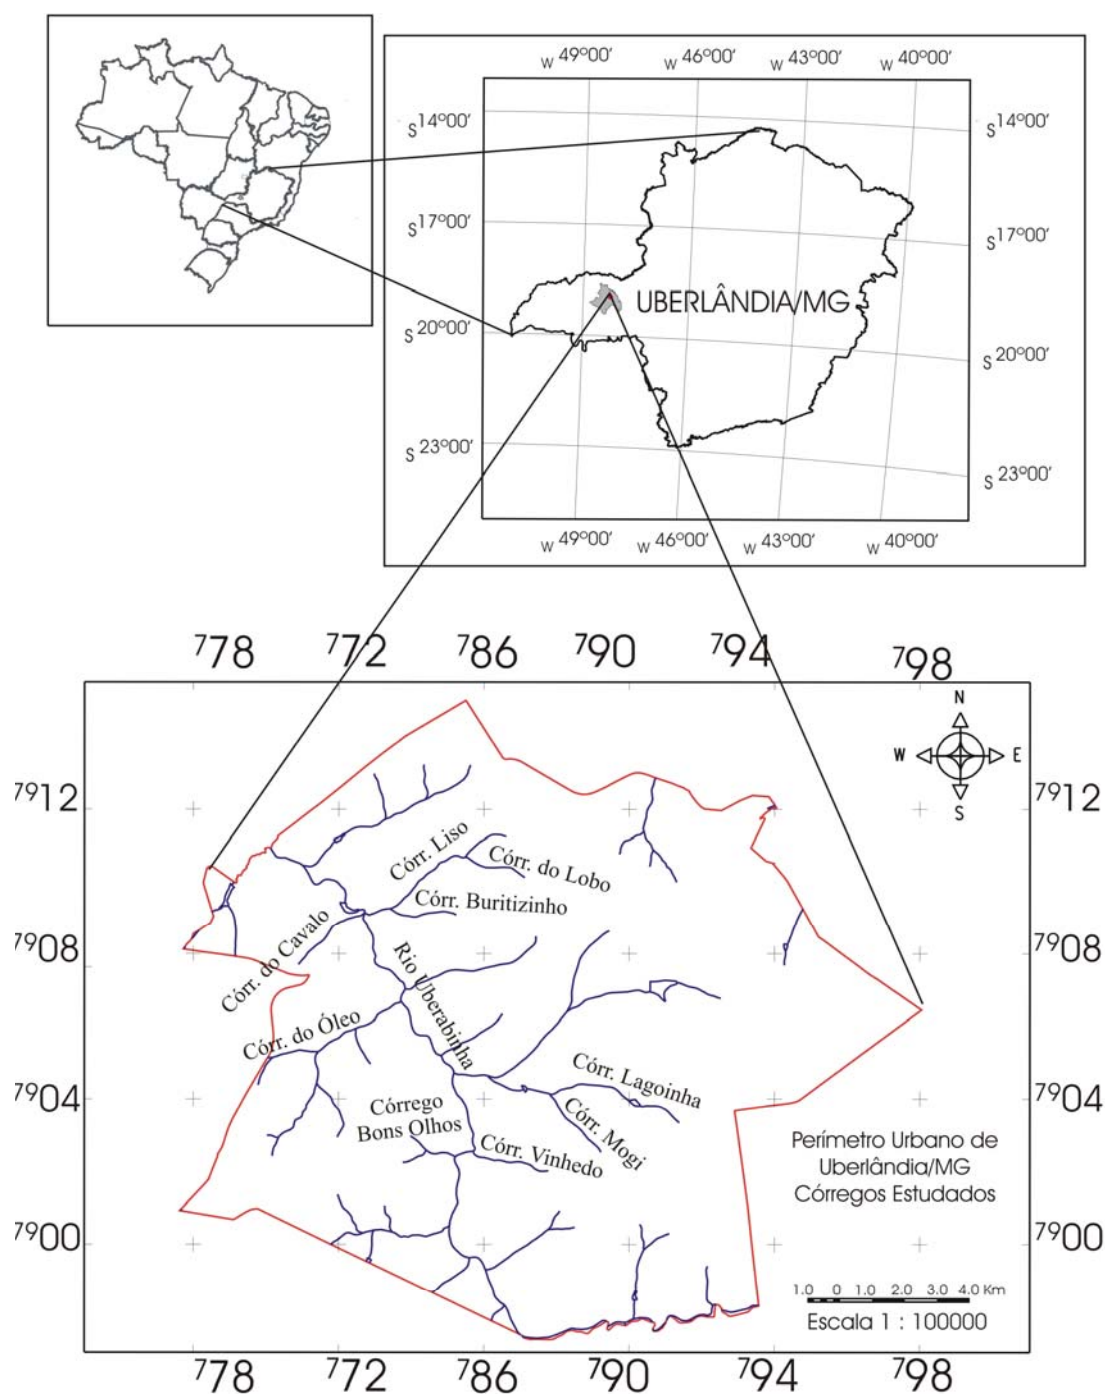 W 49°00' W 46°00' W 43°00' W 40°00'
S 14°00' S 14°00'
S 17°00' S 17°00'
UBERLÂNDIA/MG
S 20°00' S 20°00'
S 23°00' S 23°00'
W 49°00' W 46°00' W 43°00' W 40°00'
778 772 786 790 794 798
N
W E
S
7912 7912
Córr. Liso
Córr. do Lobo
Córr. Buritizinho
Córr. do Cavalo
7908 7908
Rio Uberabinha
Córr. do Óleo
Córr. Lagoinha
7904 7904
Córrego
Bons Olhos
Córr. Mogi
Córr. Vinhedo
Perímetro Urbano de
Uberlândia/MG
Córregos Estudados
7900 7900
1.0 0 1.0 2.0 3.0 4.0 Km
Escala 1 : 100000
778 772 786 790 794 798